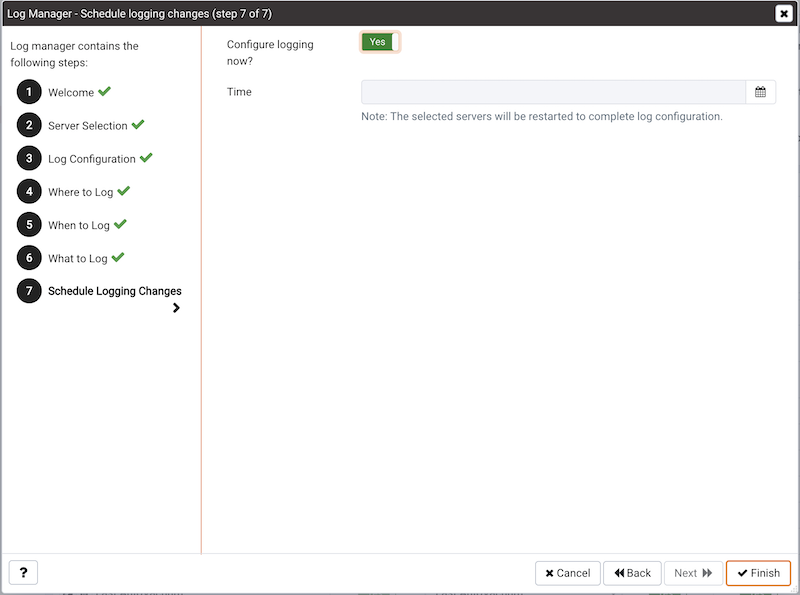 Log Manager - Schedule logging changes (step 7 of 7)
Log manager contains the
following steps:
1 Welcome
2 Server Selection
3 Log Configuration
4 Where to Log
5 When to Log
6 What to Log
7 Schedule Logging Changes
Configure logging
now?
Yes
Time
Note: The selected servers will be restarted to complete log configuration.
?
Cancel
Back
Next
Finish